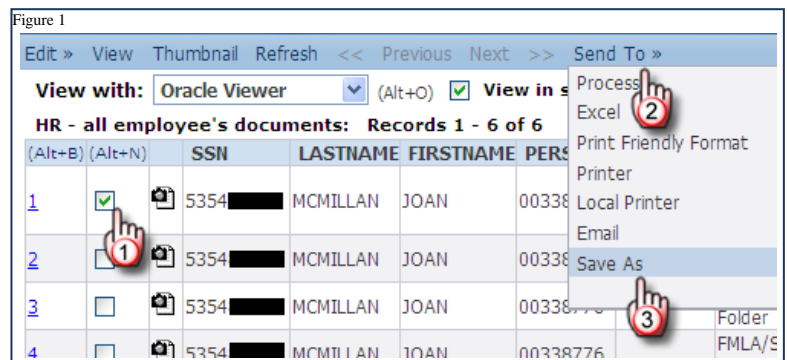 Figure 1
Edit » View Thumbnail Refresh << Previous Next >> Send To »
View with: Oracle Viewer (Alt+O) View in s
HR - all employee's documents: Records 1 - 6 of 6
(Alt+B) (Alt+N) SSN LASTNAME FIRSTNAME PERS
1 5354 MCMILLAN JOAN 00338
2 5354 MCMILLAN JOAN 00338
3 5354 MCMILLAN JOAN 00338776 Folder
4 5354 MCMILLAN JOAN 00338776 FMLA/S
Process
Excel
Print Friendly Format
Printer
Local Printer
Email
Save As
1
2
3